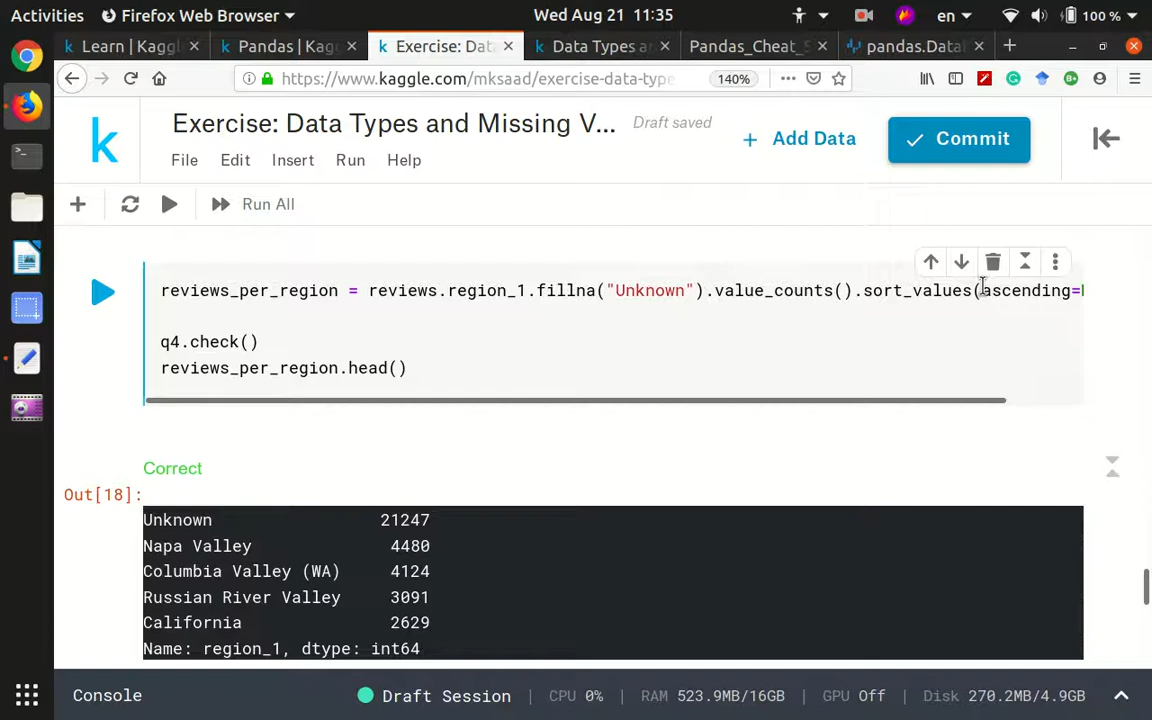 Activities Firefox Web Browser Wed Aug 21 11:35 en 100 %
Learn | Kaggl Pandas | Kagg Exercise: Data Data Types an Pandas_Cheat_S pandas.Data
https://www.kaggle.com/mksaad/exercise-data-type 140%
k Exercise: Data Types and Missing V... Draft saved + Add Data Commit
File Edit Insert Run Help
Run All
reviews_per_region = reviews.region_1.fillna("Unknown").value_counts().sort_values(ascending=
q4.check()
reviews_per_region.head()
Correct
Out[18]:
Unknown 21247
Napa Valley 4480
Columbia Valley (WA) 4124
Russian River Valley 3091
California 2629
Name: region_1, dtype: int64
Console Draft Session | CPU 0% | RAM 523.9MB/16GB | GPU Off | Disk 270.2MB/4.9GB